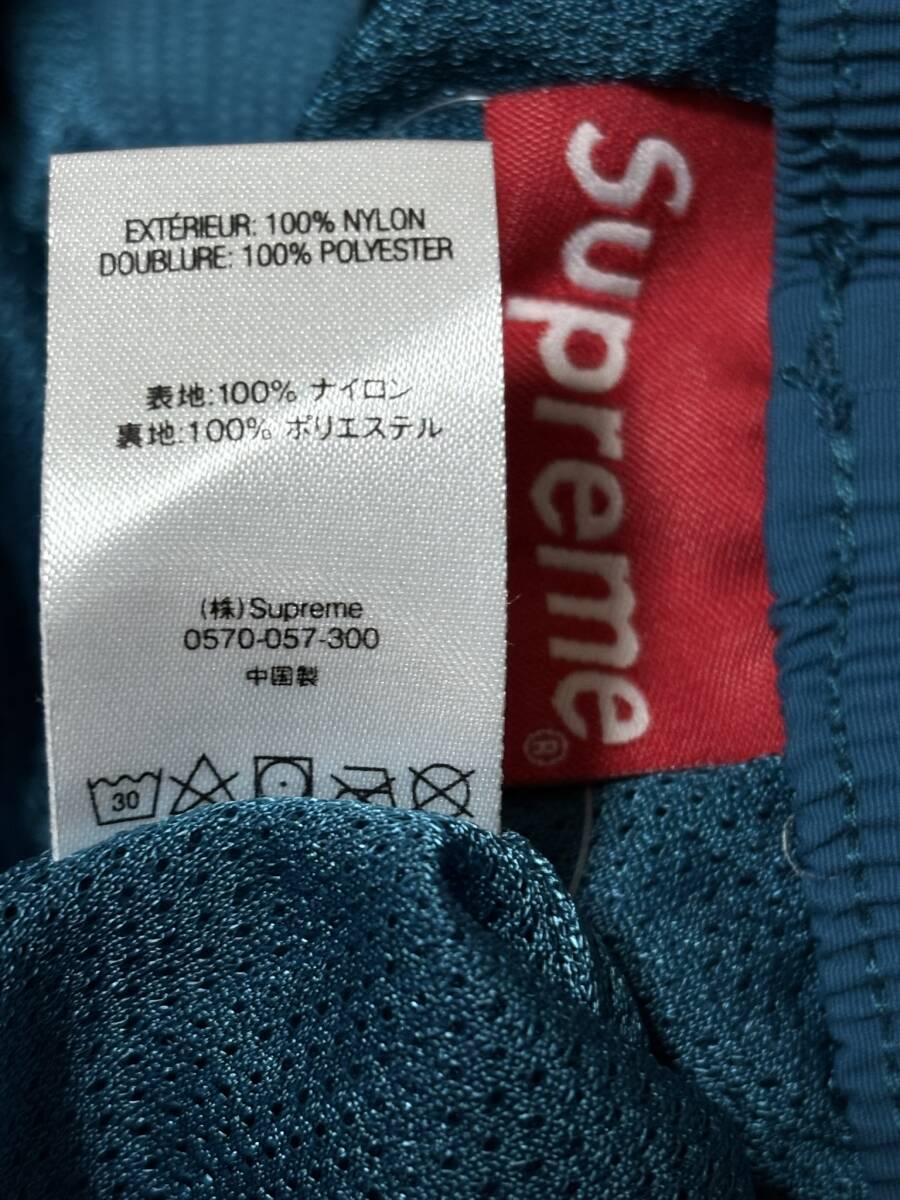 EXTÉRIEUR: 100% NYLON
DOUBLURE: 100% POLYESTER
表地:100% ナイロン
裏地:100% ポリエステル
(株)Supreme
0570-057-300
中国製
30
Supreme®